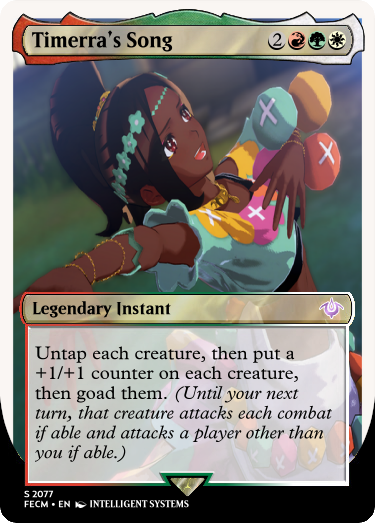 Timerra's Song 2
Legendary Instant
Untap each creature, then put a
+1/+1 counter on each creature,
then goad them. (Until your next
turn, that creature attacks each combat
if able and attacks a player other than
you if able.)
S 2077
FECM • EN INTELLIGENT SYSTEMS